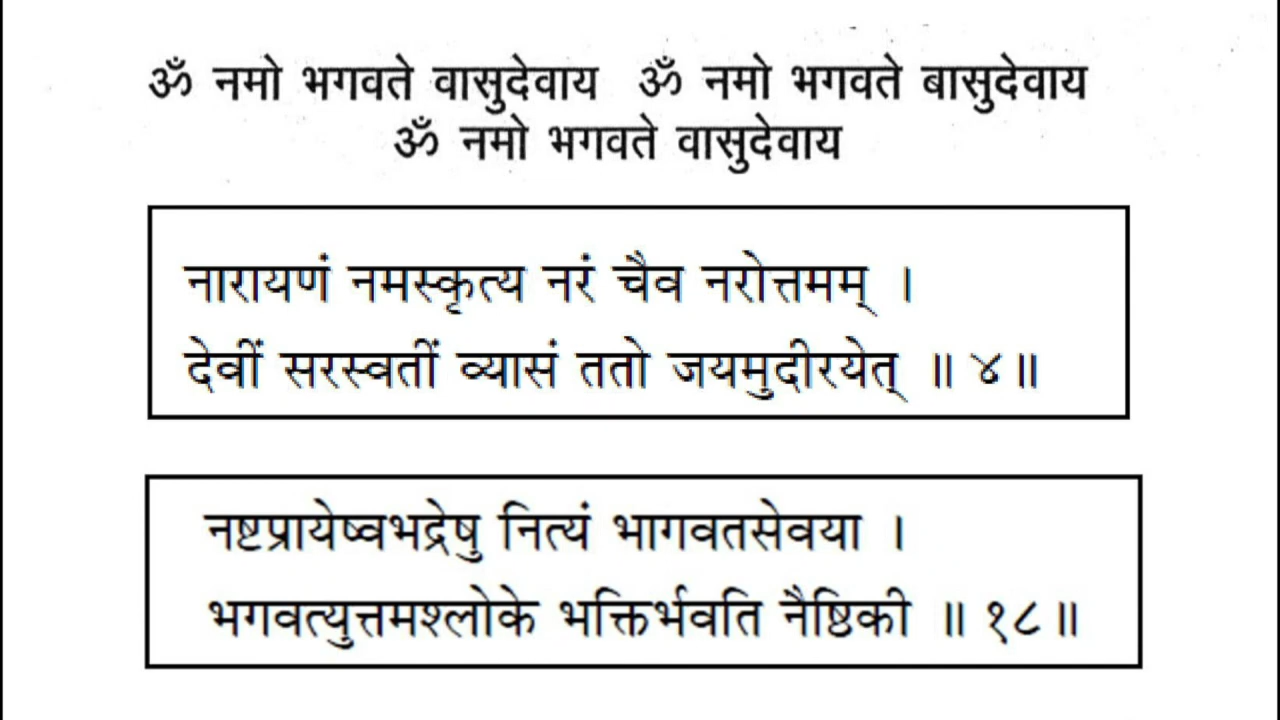 ॐ नमो भगवते वासुदेवाय ॐ नमो भगवते बासुदेवाय
ॐ नमो भगवते वासुदेवाय
नारायणं नमस्कृत्य नरं चैव नरोत्तमम् ।
देवीं सरस्वतीं व्यासं ततो जयमुदीरयेत् ॥ ४॥
नष्टप्रायेष्वभद्रेषु नित्यं भागवतसेवया ।
भगवत्युत्तमश्लोके भक्तिर्भवति नैष्ठिकी ॥ १८॥